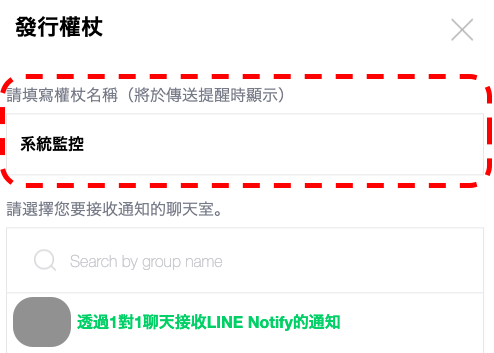 發行權杖
請填寫權杖名稱（將於傳送提醒時顯示）
系統監控
請選擇您要接收通知的聊天室。
Search by group name
透過1對1聊天接收LINE Notify的通知